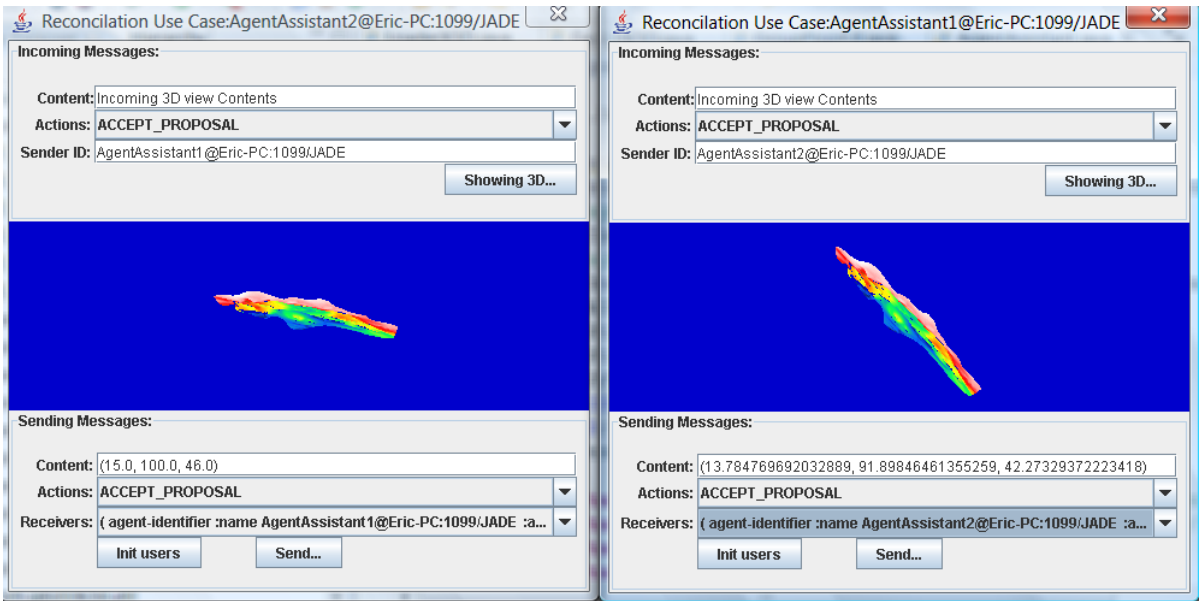 Reconcilation Use Case:AgentAssistant2@Eric-PC:1099/JADE
Incoming Messages:
Content: Incoming 3D view Contents
Actions: ACCEPT_PROPOSAL
Sender ID: AgentAssistant1@Eric-PC:1099/JADE
Showing 3D...
Sending Messages:
Content: (15.0, 100.0, 46.0)
Actions: ACCEPT_PROPOSAL
Receivers: ( agent-identifier :name AgentAssistant1@Eric-PC:1099/JADE :a...
Init users Send...
Reconcilation Use Case:AgentAssistant1@Eric-PC:1099/JADE
Incoming Messages:
Content: Incoming 3D view Contents
Actions: ACCEPT_PROPOSAL
Sender ID: AgentAssistant2@Eric-PC:1099/JADE
Showing 3D...
Sending Messages:
Content: (13.784769692032889, 91.89846461355259, 42.27329372223418)
Actions: ACCEPT_PROPOSAL
Receivers: ( agent-identifier :name AgentAssistant2@Eric-PC:1099/JADE :a...
Init users Send...